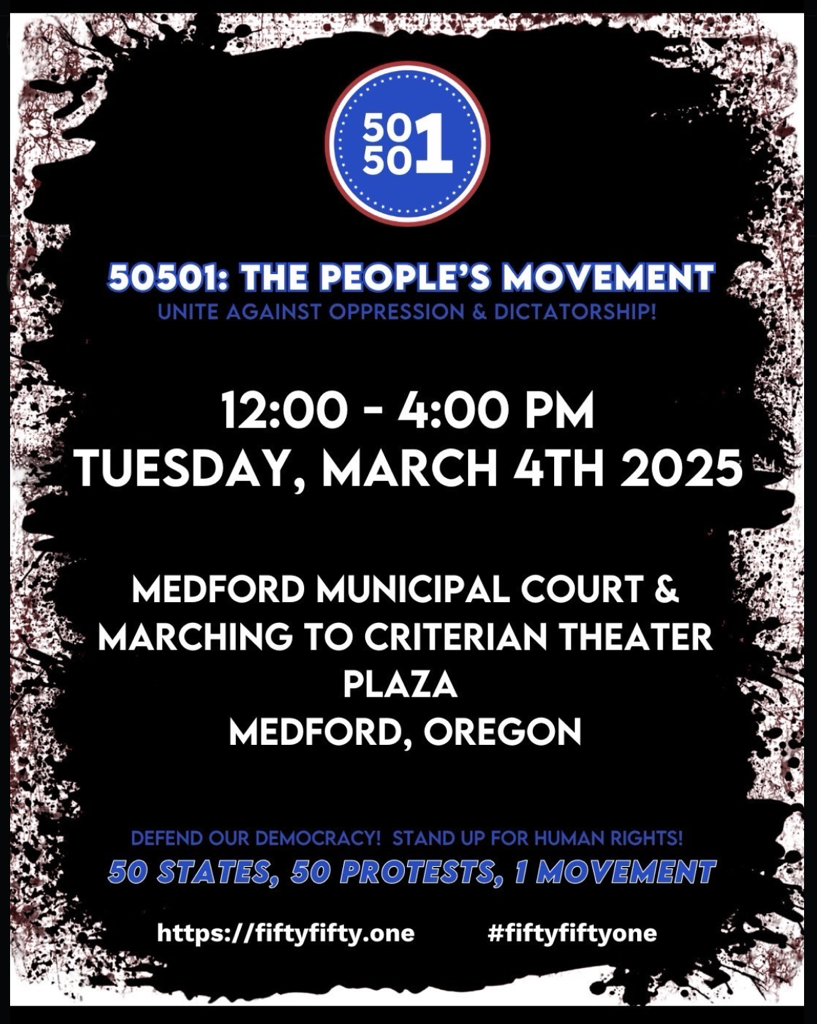 50
50 1
50501: THE PEOPLE'S MOVEMENT
UNITE AGAINST OPPRESSION & DICTATORSHIP!
12:00 - 4:00 PM
TUESDAY, MARCH 4TH 2025
MEDFORD MUNICIPAL COURT &
MARCHING TO CRITERIAN THEATER
PLAZA
MEDFORD, OREGON
DEFEND OUR DEMOCRACY! STAND UP FOR HUMAN RIGHTS!
50 STATES, 50 PROTESTS, 1 MOVEMENT
https://fiftyfifty.one #fiftyfiftyone